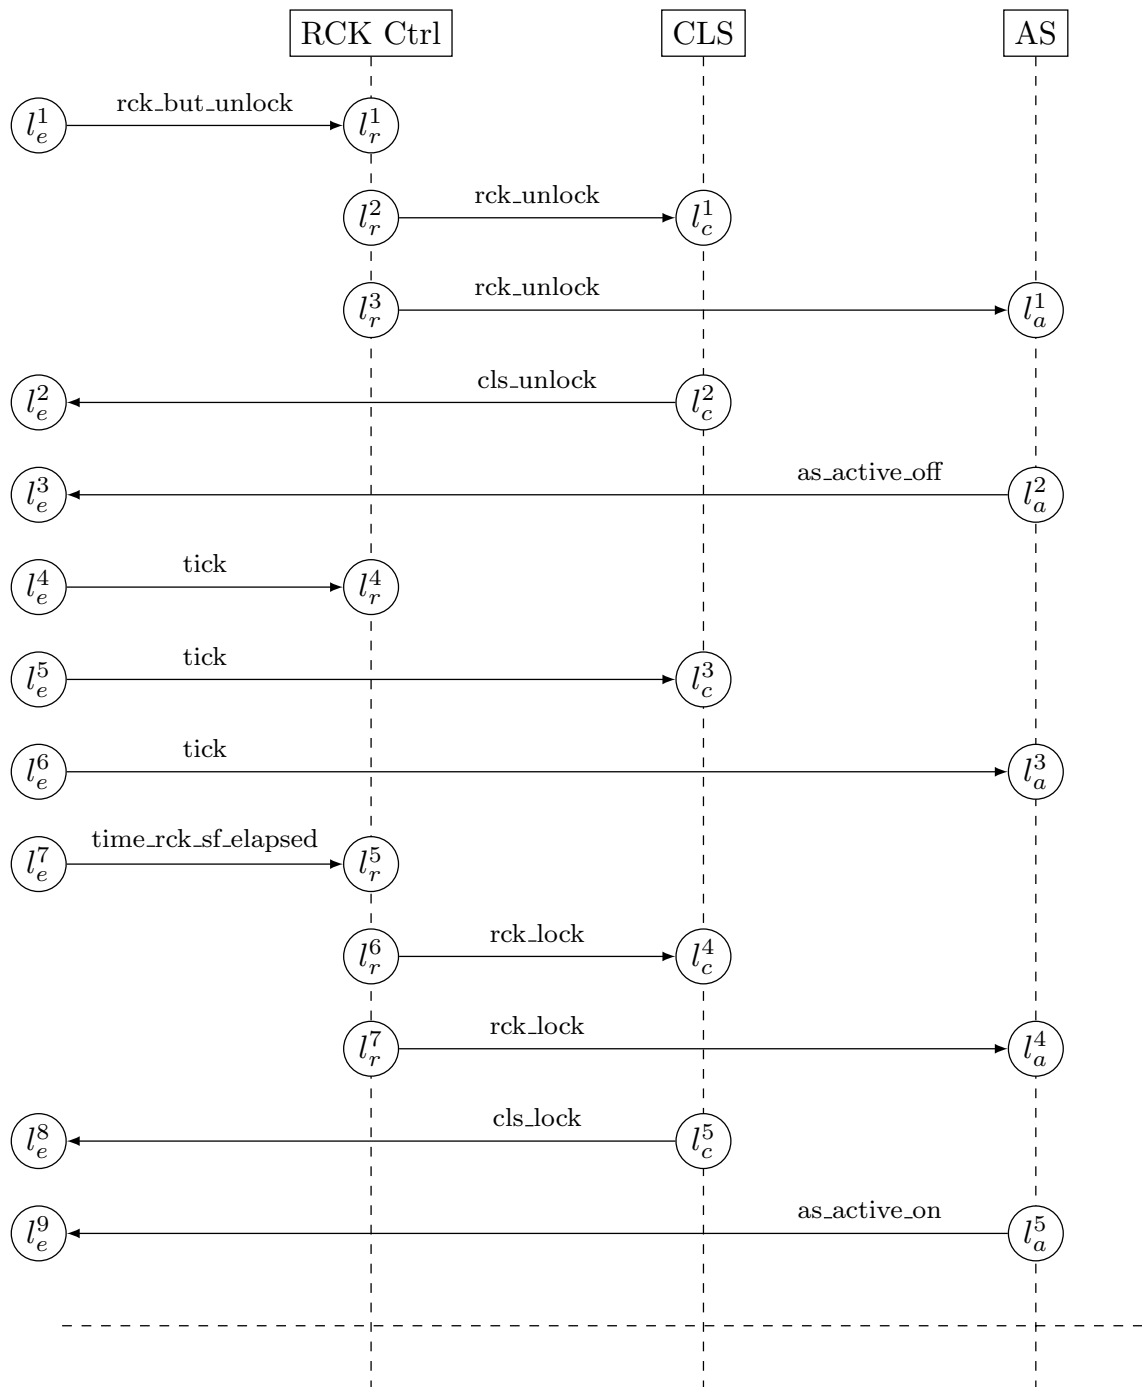 RCK Ctrl CLS AS
rck_but_unlock
l_e^1 l_r^1
rck_unlock
l_r^2 l_c^1
rck_unlock
l_r^3 l_a^1
cls_unlock
l_e^2 l_c^2
as_active_off
l_e^3 l_a^2
tick
l_e^4 l_r^4
tick
l_e^5 l_c^3
tick
l_e^6 l_a^3
time_rck_sf_elapsed
l_e^7 l_r^5
rck_lock
l_r^6 l_c^4
rck_lock
l_r^7 l_a^4
cls_lock
l_e^8 l_c^5
as_active_on
l_e^9 l_a^5